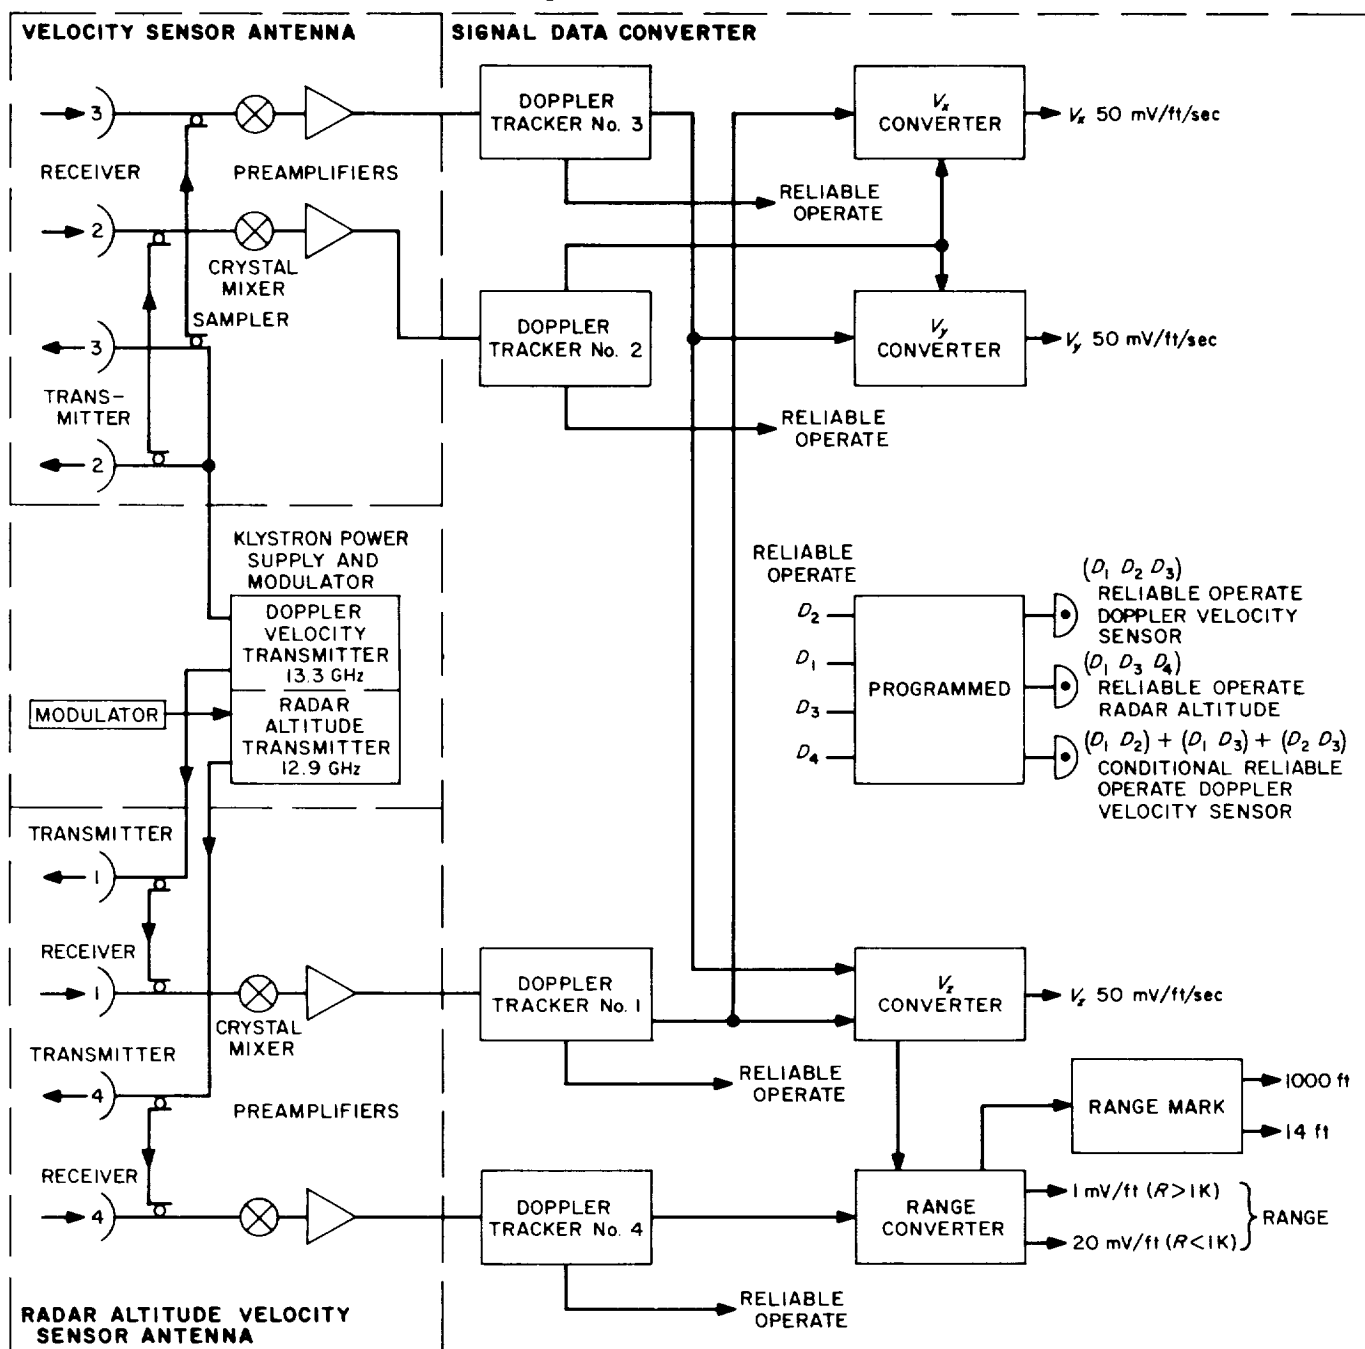 VELOCITY SENSOR ANTENNA
SIGNAL DATA CONVERTER
3
RECEIVER
PREAMPLIFIERS
2
CRYSTAL
MIXER
SAMPLER
3
TRANS-
MITTER
2
DOPPLER
TRACKER No. 3
RELIABLE
OPERATE
DOPPLER
TRACKER No. 2
RELIABLE
OPERATE
Vx
CONVERTER
Vx 50 mV/ft/sec
Vy
CONVERTER
Vy 50 mV/ft/sec
KLYSTRON POWER
SUPPLY AND
MODULATOR
DOPPLER
VELOCITY
TRANSMITTER
13.3 GHz
MODULATOR
RADAR
ALTITUDE
TRANSMITTER
12.9 GHz
RELIABLE
OPERATE
D2
D1
D3
D4
PROGRAMMED
(D1 D2 D3)
RELIABLE OPERATE
DOPPLER VELOCITY
SENSOR
(D1 D3 D4)
RELIABLE OPERATE
RADAR ALTITUDE
(D1 D2) + (D1 D3) + (D2 D3)
CONDITIONAL RELIABLE
OPERATE DOPPLER
VELOCITY SENSOR
TRANSMITTER
1
RECEIVER
1
CRYSTAL
MIXER
TRANSMITTER
4
PREAMPLIFIERS
RECEIVER
4
DOPPLER
TRACKER No. 1
RELIABLE
OPERATE
DOPPLER
TRACKER No. 4
RELIABLE
OPERATE
Vz
CONVERTER
Vz 50 mV/ft/sec
RANGE MARK
1000 ft
14 ft
RANGE
CONVERTER
1 mV/ft (R>1K)
20 mV/ft (R<1K)
RANGE
RADAR ALTITUDE VELOCITY
SENSOR ANTENNA